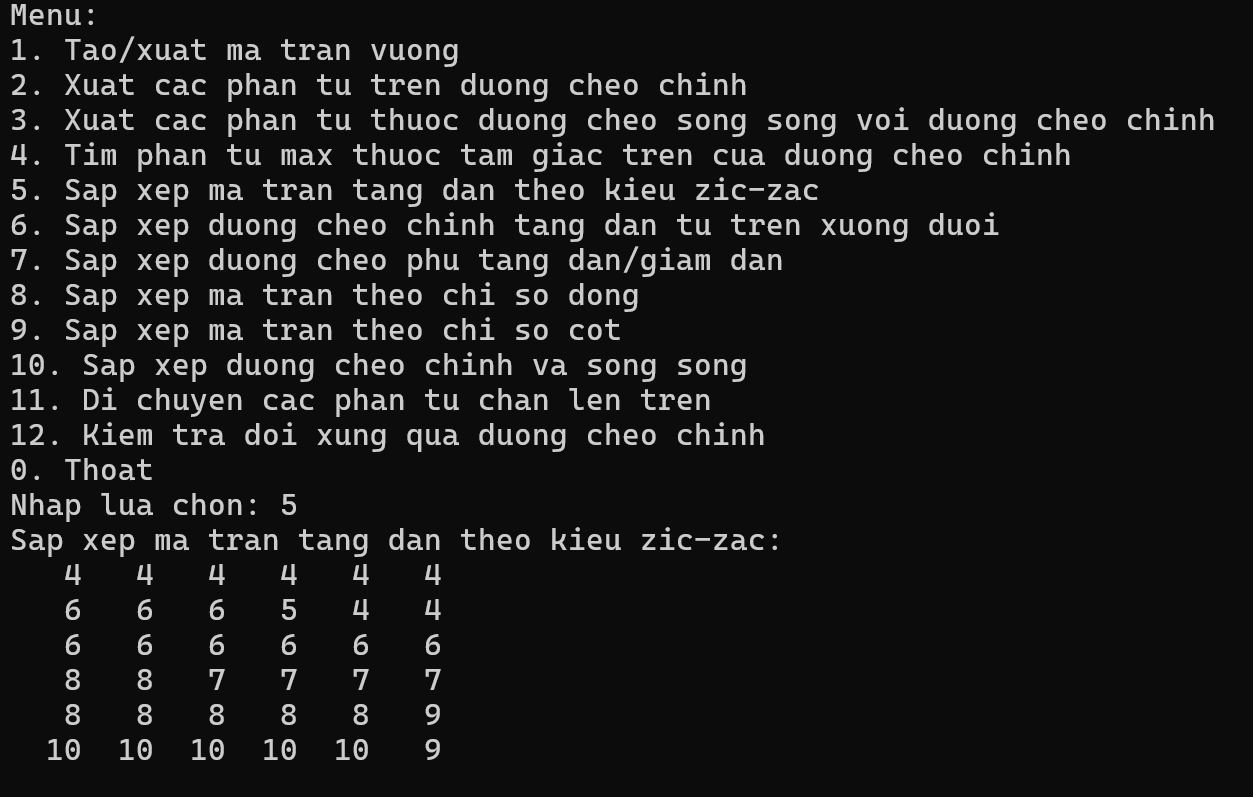 Menu:
1. Tao/xuat ma tran vuong
2. Xuat cac phan tu tren duong cheo chinh
3. Xuat cac phan tu thuoc duong cheo song song voi duong cheo chinh
4. Tim phan tu max thuoc tam giac tren cua duong cheo chinh
5. Sap xep ma tran tang dan theo kieu zic-zac
6. Sap xep duong cheo chinh tang dan tu tren xuong duoi
7. Sap xep duong cheo phu tang dan/giam dan
8. Sap xep ma tran theo chi so dong
9. Sap xep ma tran theo chi so cot
10. Sap xep duong cheo chinh va song song
11. Di chuyen cac phan tu chan len tren
12. Kiem tra doi xung qua duong cheo chinh
0. Thoat
Nhap lua chon: 5
Sap xep ma tran tang dan theo kieu zic-zac:
   4   4   4   4   4   4
   6   6   6   5   4   4
   6   6   6   6   6   6
   8   8   7   7   7   7
   8   8   8   8   8   9
  10  10  10  10  10   9